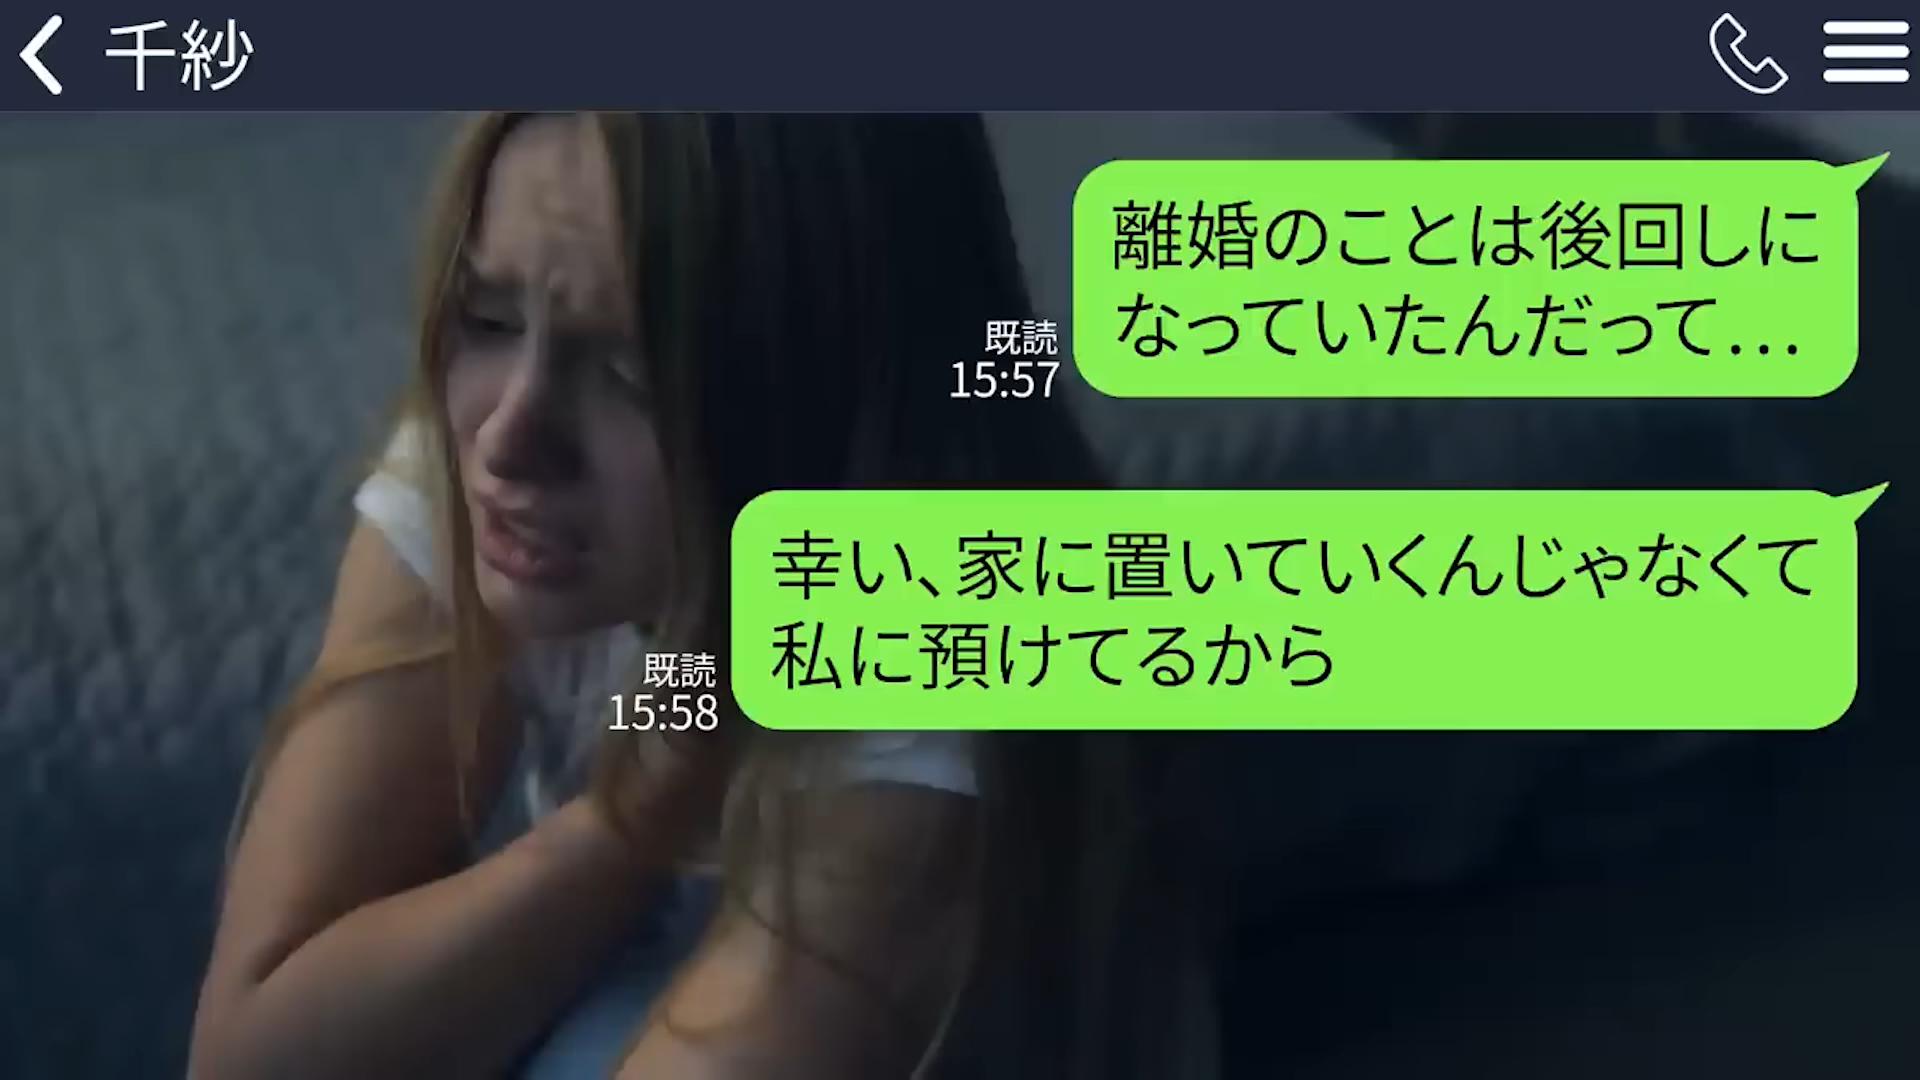 千紗
離婚のことは後回しに
なっていたんだって…
既読
15:57
幸い、家に置いていくんじゃなくて
私に預けてるから
既読
15:58